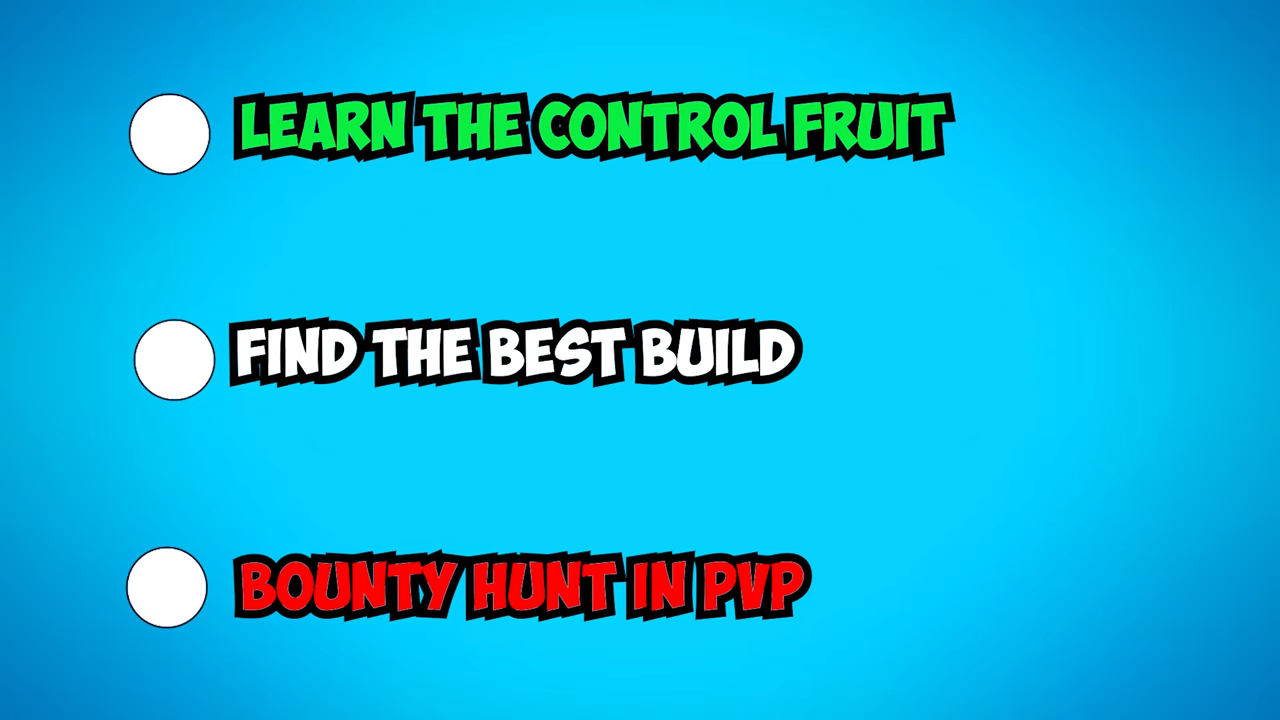 LEARN THE CONTROL FRUIT
FIND THE BEST BUILD
BOUNTY HUNT IN PVP